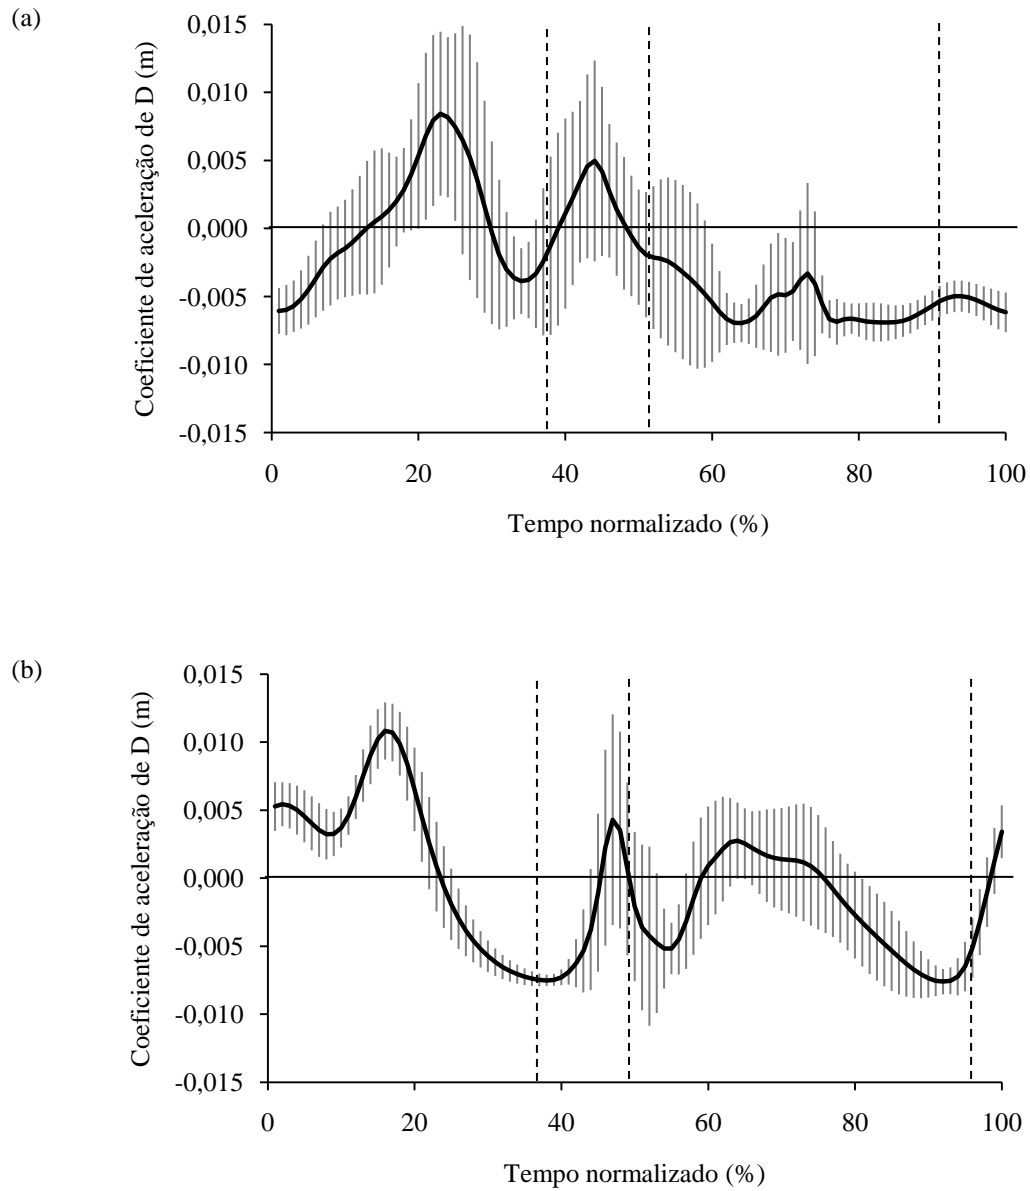 (a)
Coeficiente de aceleração de D (m)
0,015
0,010
0,005
0,000
-0,005
-0,010
-0,015
0 20 40 60 80 100
Tempo normalizado (%)
(b)
Coeficiente de aceleração de D (m)
0,015
0,010
0,005
0,000
-0,005
-0,010
-0,015
0 20 40 60 80 100
Tempo normalizado (%)